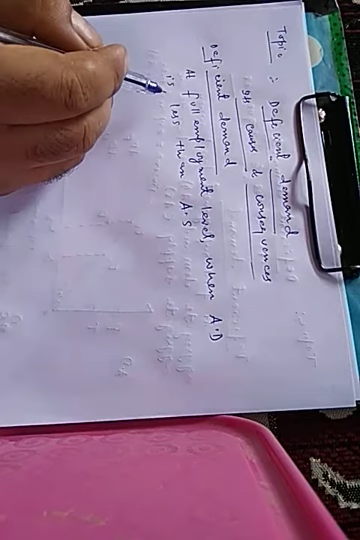 Topic :- Deficient demand
its causes & consequences
Deficient demand
At full employment level, when A.D
is less than A.S